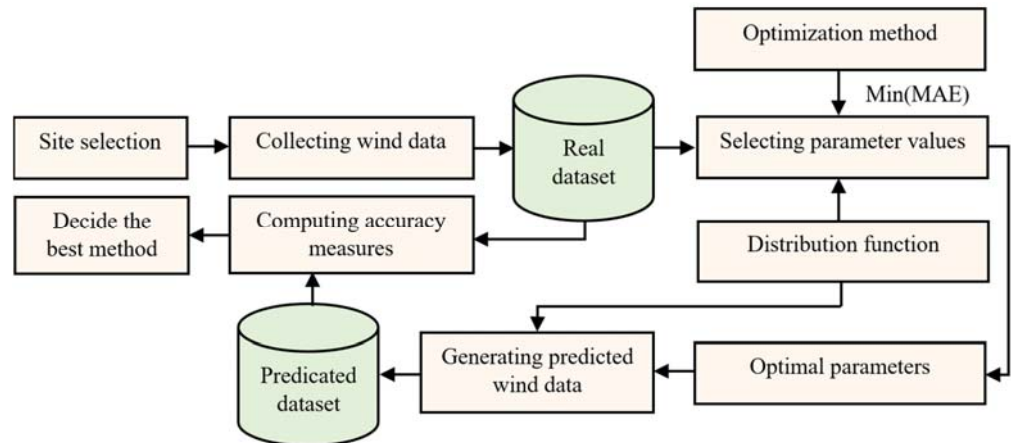 Optimization method
Min(MAE)
Site selection
Collecting wind data
Real
dataset
Selecting parameter values
Decide the
best method
Computing accuracy
measures
Distribution function
Predicated
dataset
Generating predicted
wind data
Optimal parameters